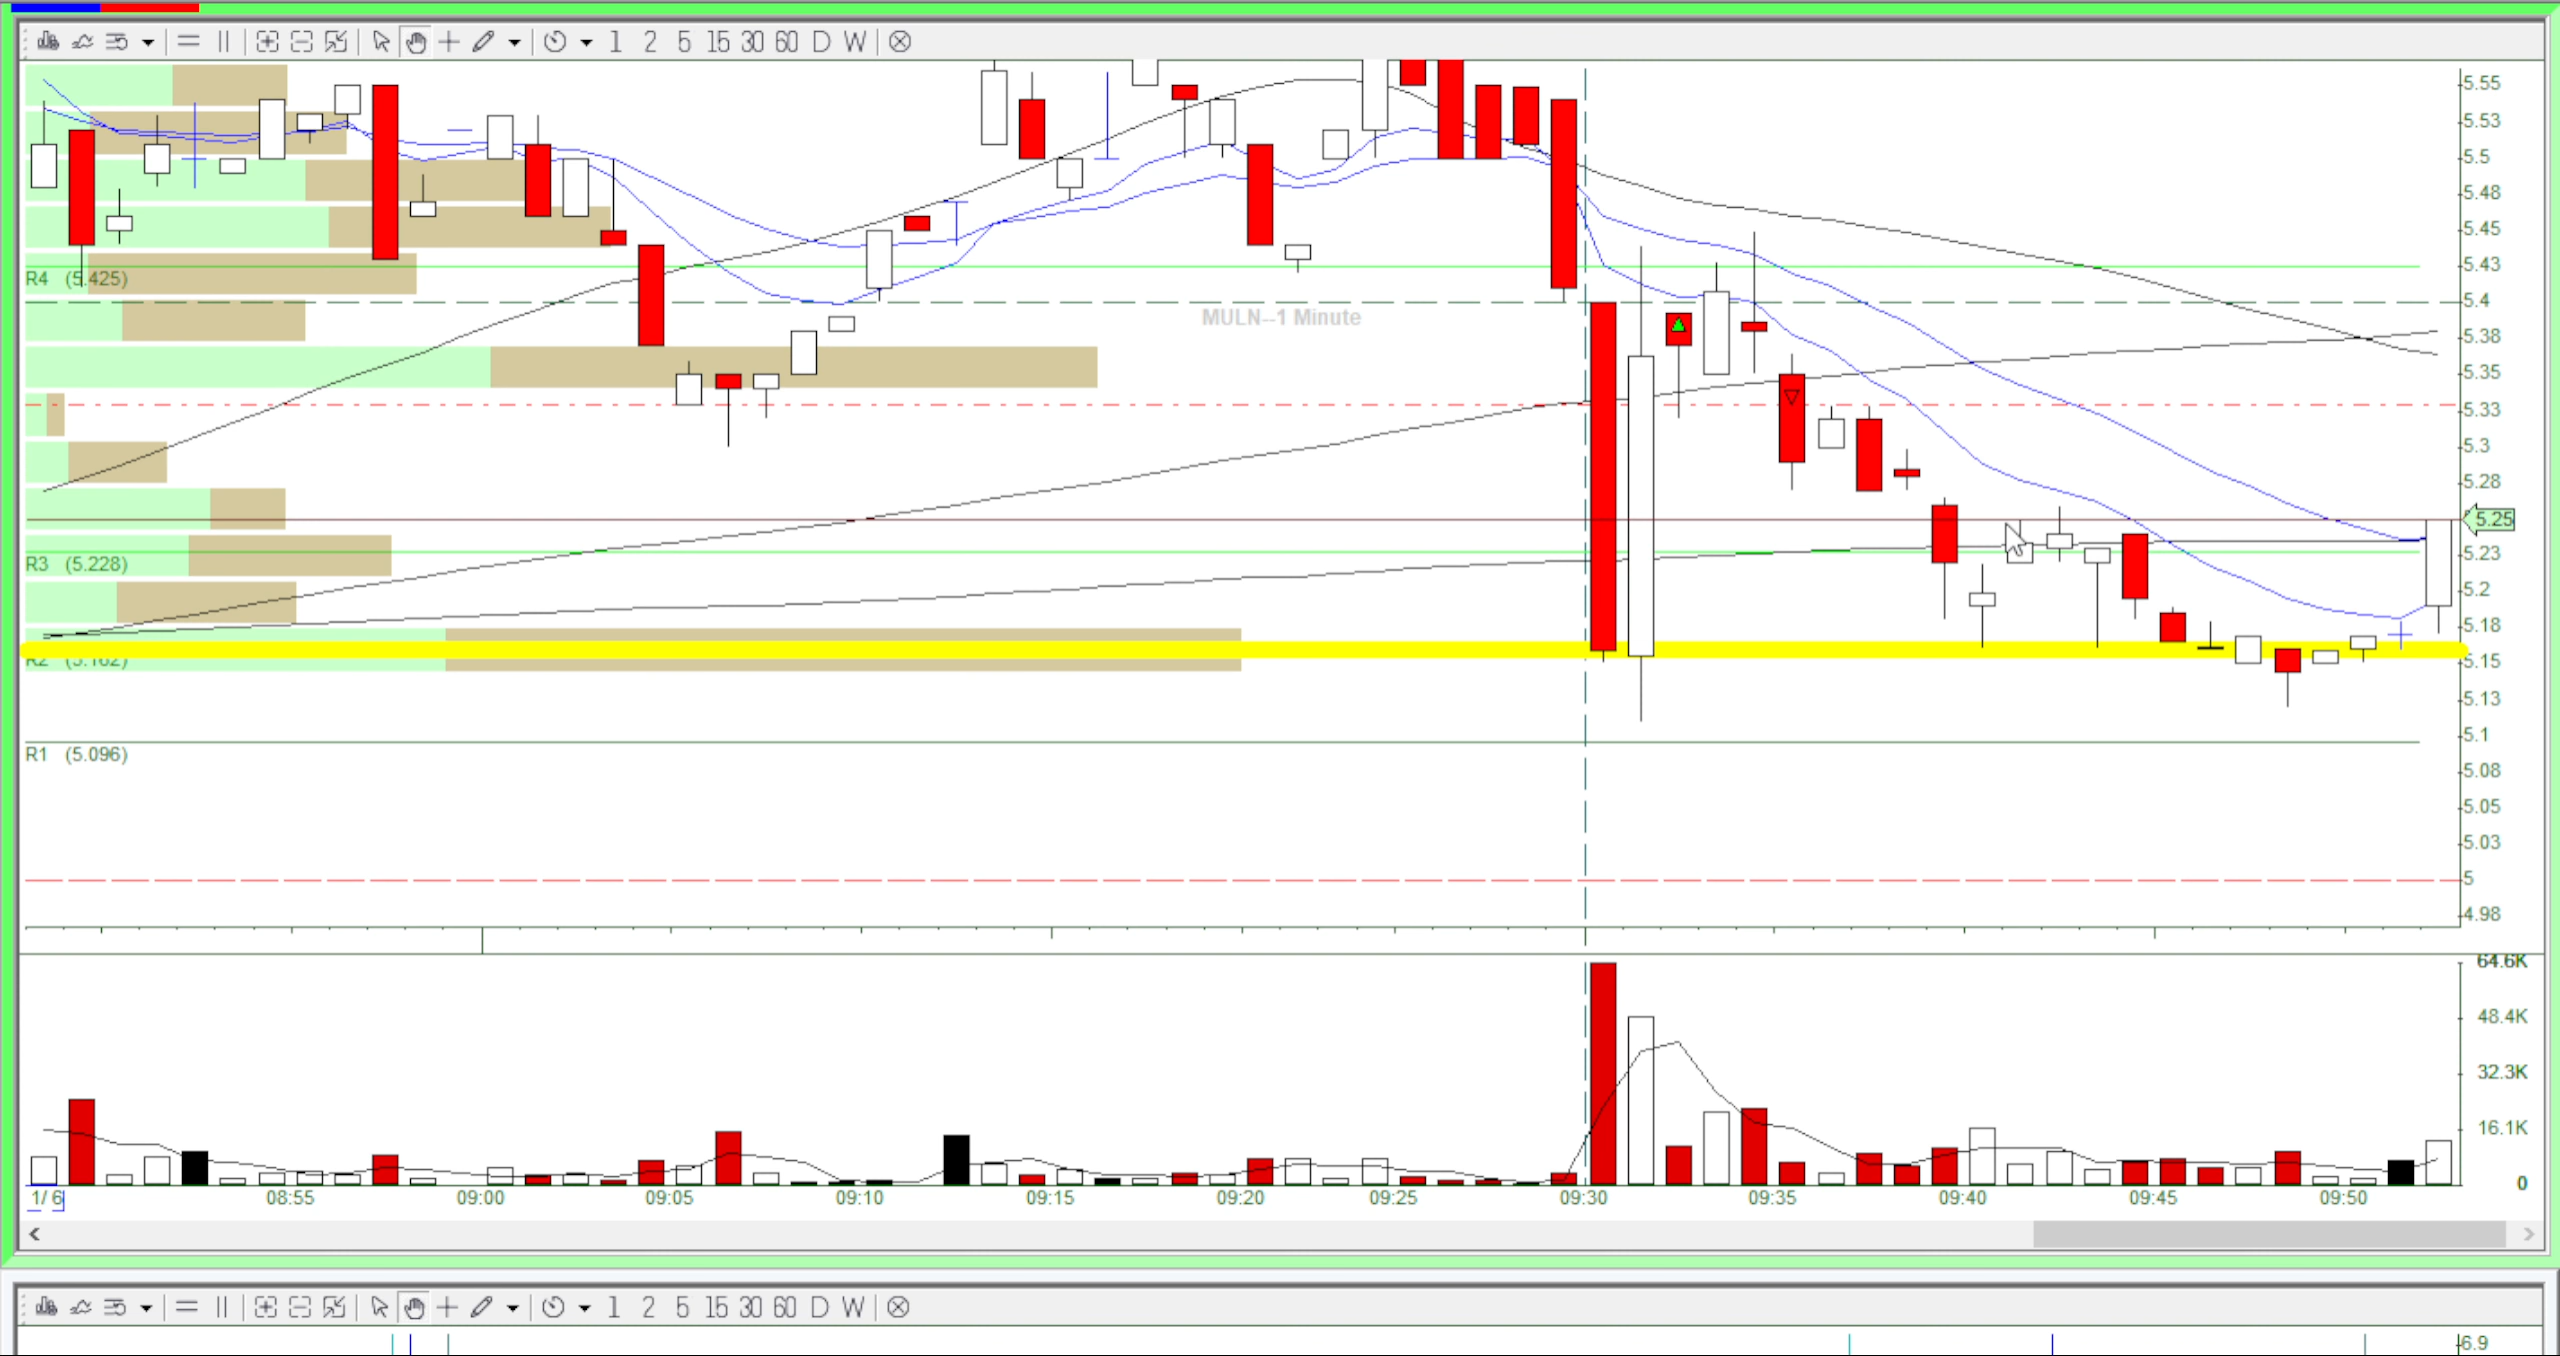 1 2 5 15 30 60 D W
5.55
5.53
5.5
5.48
5.45
R4 (5.425)
5.43
5.4
MULN--1 Minute
5.38
5.35
5.33
5.3
5.28
5.25
R3 (5.228)
5.23
5.2
5.18
R2 (5.162)
5.15
5.13
5.1
R1 (5.096)
5.08
5.05
5.03
5
4.98
64.6K
48.4K
32.3K
16.1K
0
1/ 6 08:55 09:00 09:05 09:10 09:15 09:20 09:25 09:30 09:35 09:40 09:45 09:50
1 2 5 15 30 60 D W
6.9